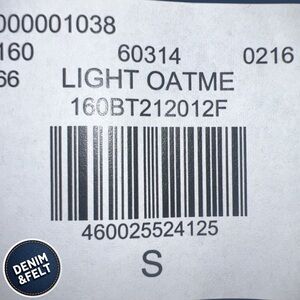 000001038
160 60314 0216
66 LIGHT OATME
160BT212012F
460025524125
S
DENIM
&FELT